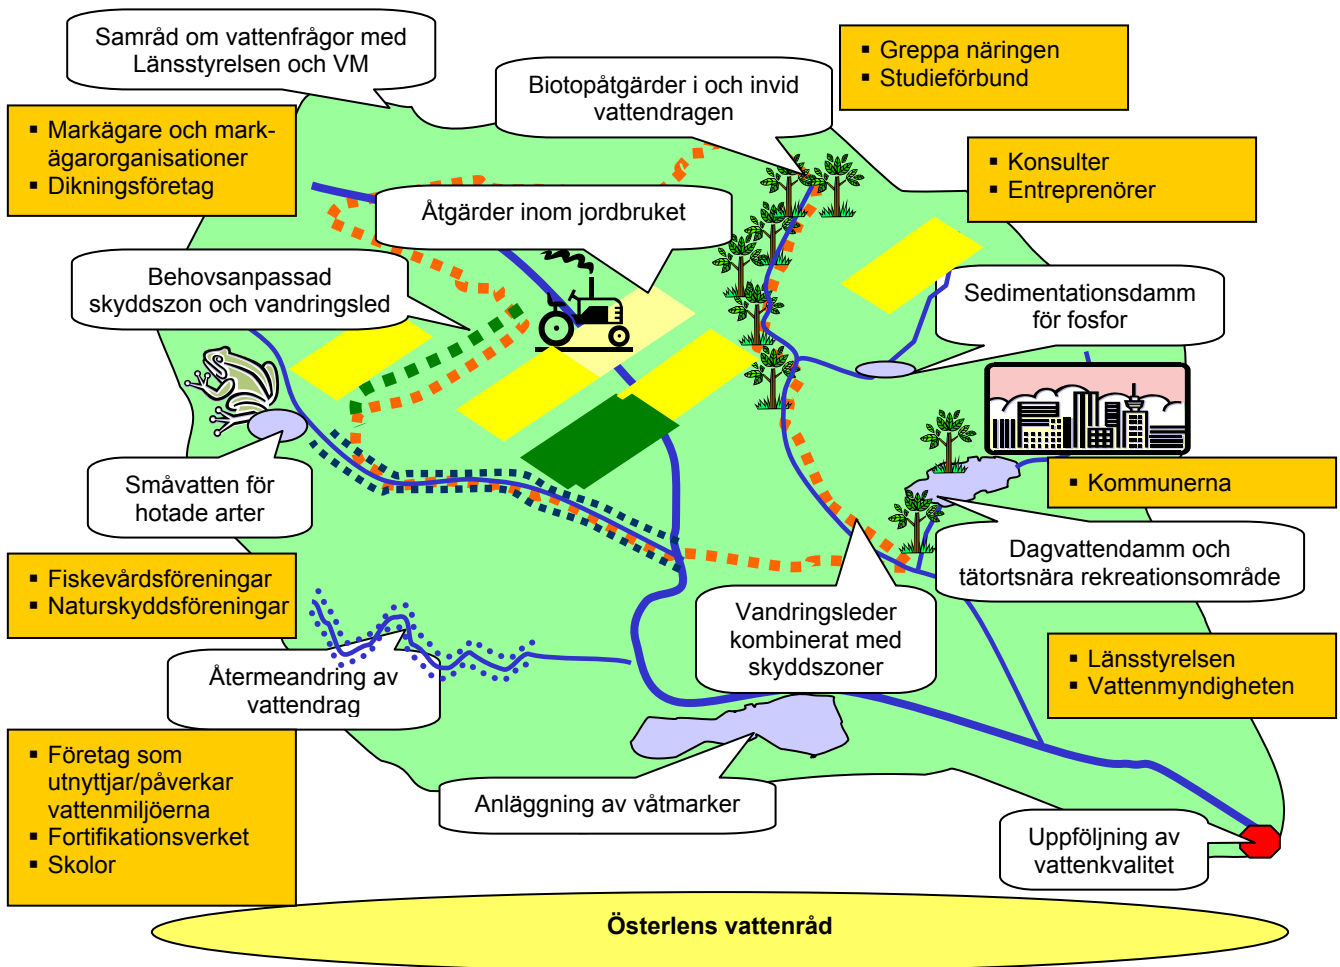 Samråd om vattenfrågor med
Länsstyrelsen och VM
▪ Greppa näringen
▪ Studieförbund
Biotopåtgärder i och invid
vattendragen
▪ Markägare och mark-
ägarorganisationer
▪ Dikningsföretag
▪ Konsulter
▪ Entreprenörer
Åtgärder inom jordbruket
Behovsanpassad
skyddszon och vandringsled
Sedimentationsdamm
för fosfor
Småvatten för
hotade arter
▪ Kommunerna
Dagvattendamm och
tätortsnära rekreationsområde
▪ Fiskevårdsföreningar
▪ Naturskyddsföreningar
Vandringsleder
kombinerat med
skyddszoner
▪ Länsstyrelsen
▪ Vattenmyndigheten
Återmeandring av
vattendrag
▪ Företag som
utnyttjar/påverkar
vattenmiljöerna
▪ Fortifikationsverket
▪ Skolor
Anläggning av våtmarker
Uppföljning av
vattenkvalitet
Österlens vattenråd